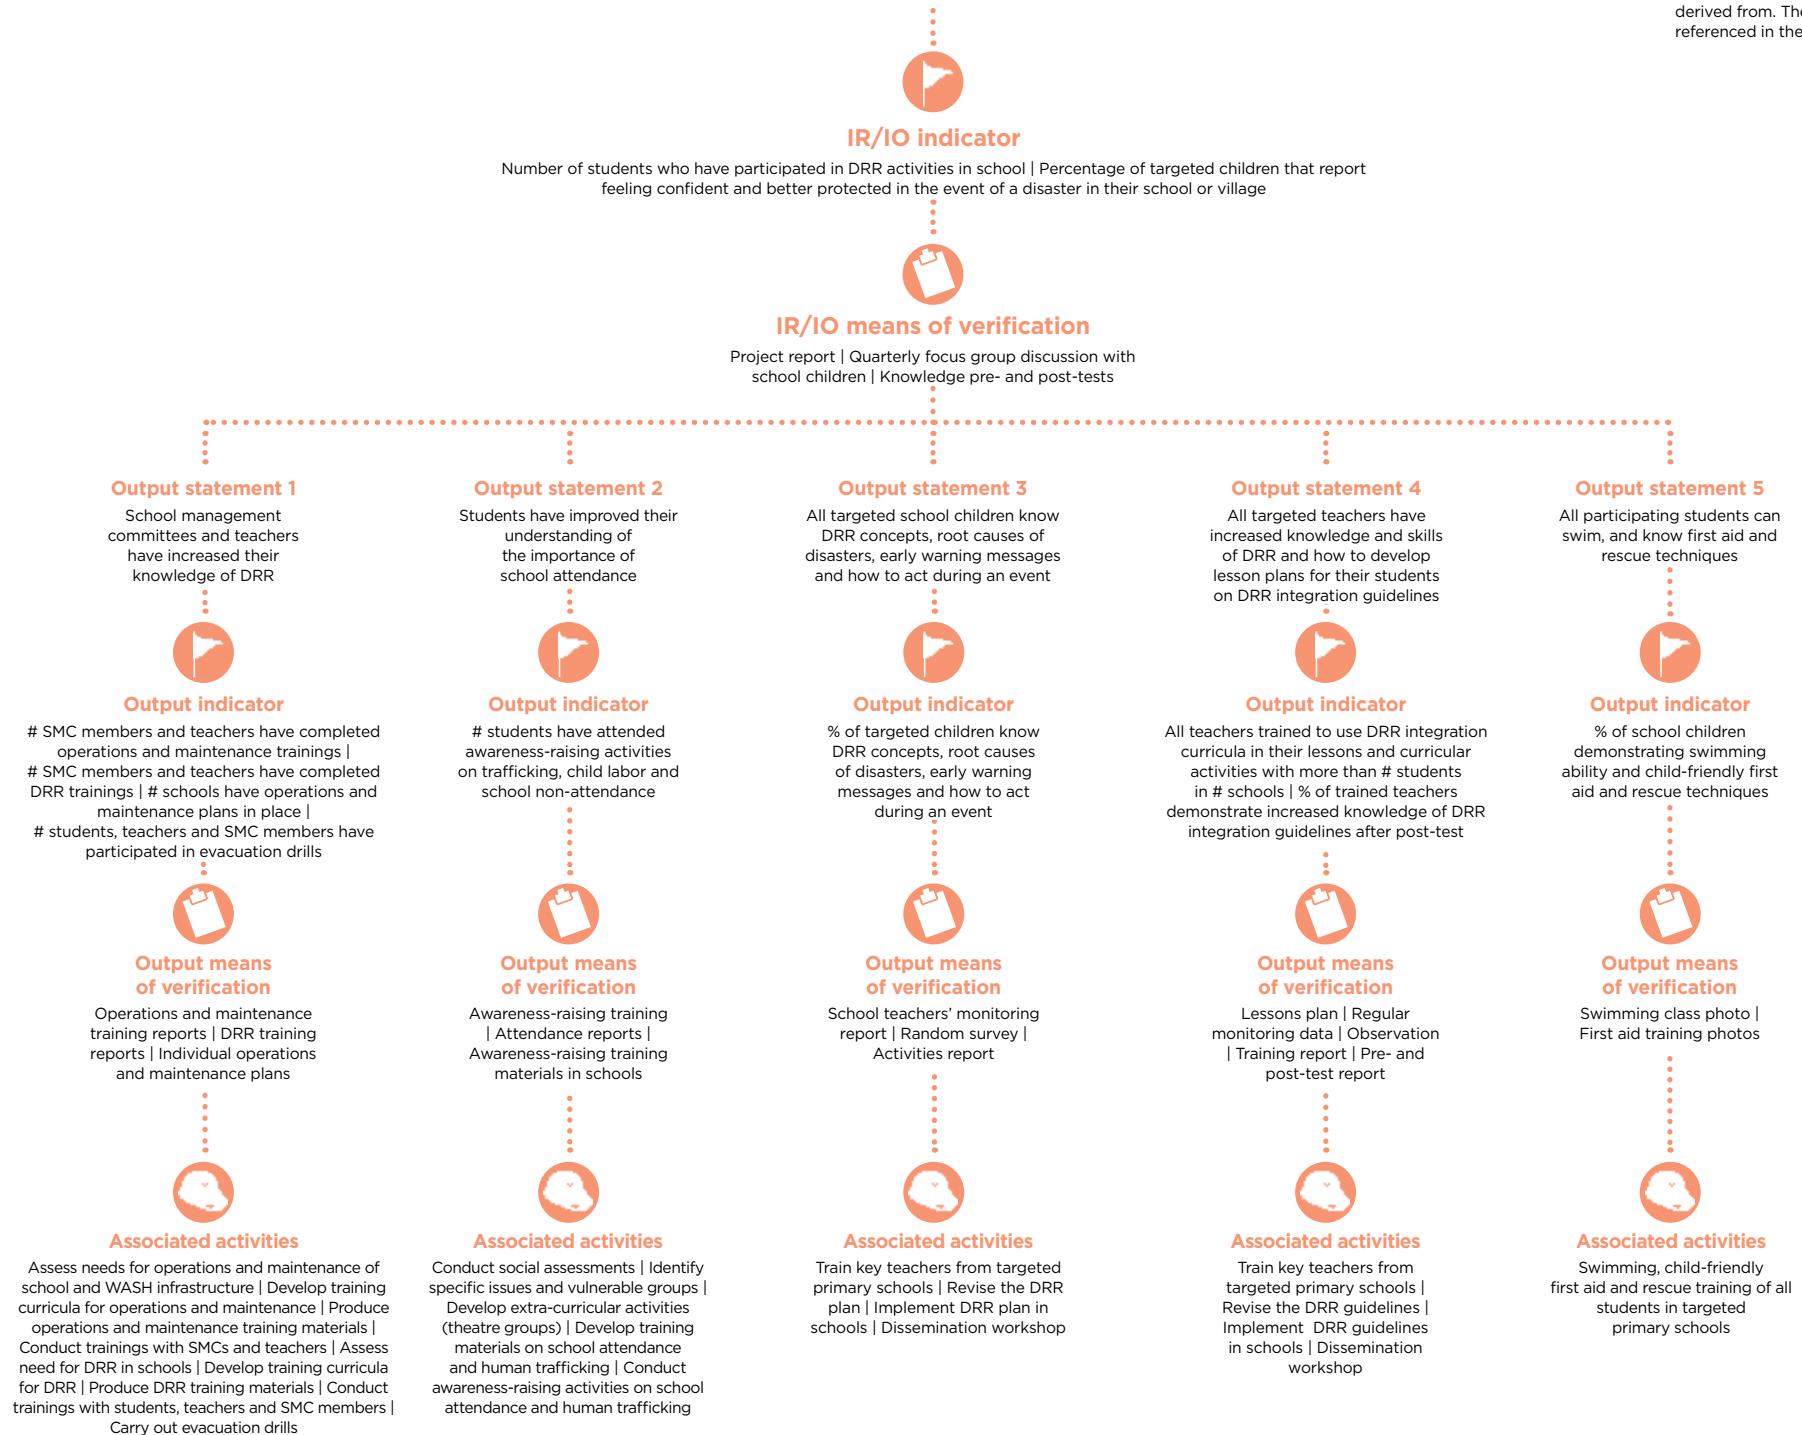 derived from. The
referenced in the
IR/IO indicator
Number of students who have participated in DRR activities in school | Percentage of targeted children that report
feeling confident and better protected in the event of a disaster in their school or village
IR/IO means of verification
Project report | Quarterly focus group discussion with
school children | Knowledge pre- and post-tests
Output statement 1
School management
committees and teachers
have increased their
knowledge of DRR
Output indicator
# SMC members and teachers have completed
operations and maintenance trainings |
# SMC members and teachers have completed
DRR trainings | # schools have operations and
maintenance plans in place |
# students, teachers and SMC members have
participated in evacuation drills
Output means
of verification
Operations and maintenance
training reports | DRR training
reports | Individual operations
and maintenance plans
Associated activities
Assess needs for operations and maintenance of
school and WASH infrastructure | Develop training
curricula for operations and maintenance | Produce
operations and maintenance training materials |
Conduct trainings with SMCs and teachers | Assess
need for DRR in schools | Develop training curricula
for DRR | Produce DRR training materials | Conduct
trainings with students, teachers and SMC members |
Carry out evacuation drills
Output statement 2
Students have improved their
understanding of
the importance of
school attendance
Output indicator
# students have attended
awareness-raising activities
on trafficking, child labor and
school non-attendance
Output means
of verification
Awareness-raising training
| Attendance reports |
Awareness-raising training
materials in schools
Associated activities
Conduct social assessments | Identify
specific issues and vulnerable groups |
Develop extra-curricular activities
(theatre groups) | Develop training
materials on school attendance
and human trafficking | Conduct
awareness-raising activities on school
attendance and human trafficking
Output statement 3
All targeted school children know
DRR concepts, root causes of
disasters, early warning messages
and how to act during an event
Output indicator
% of targeted children know
DRR concepts, root causes
of disasters, early warning
messages and how to act
during an event
Output means
of verification
School teachers’ monitoring
report | Random survey |
Activities report
Associated activities
Train key teachers from targeted
primary schools | Revise the DRR
plan | Implement DRR plan in
schools | Dissemination workshop
Output statement 4
All targeted teachers have
increased knowledge and skills
of DRR and how to develop
lesson plans for their students
on DRR integration guidelines
Output indicator
All teachers trained to use DRR integration
curricula in their lessons and curricular
activities with more than # students
in # schools | % of trained teachers
demonstrate increased knowledge of DRR
integration guidelines after post-test
Output means
of verification
Lessons plan | Regular
monitoring data | Observation
| Training report | Pre- and
post-test report
Associated activities
Train key teachers from
targeted primary schools |
Revise the DRR guidelines |
Implement DRR guidelines
in schools | Dissemination
workshop
Output statement 5
All participating students can
swim, and know first aid and
rescue techniques
Output indicator
% of school children
demonstrating swimming
ability and child-friendly first
aid and rescue techniques
Output means
of verification
Swimming class photo |
First aid training photos
Associated activities
Swimming, child-friendly
first aid and rescue training of all
students in targeted
primary schools